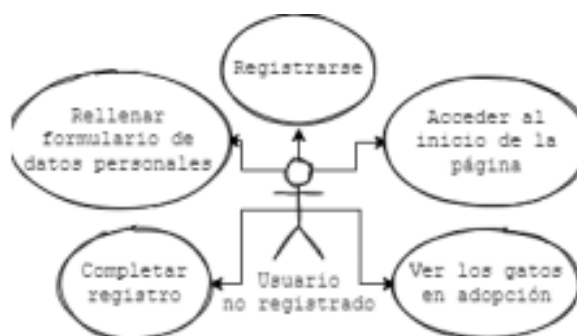 Registrarse
Rellenar
formulario de
datos personales
Acceder al
inicio de la
página
Completar
registro
Usuario
no registrado
Ver los gatos
en adopción